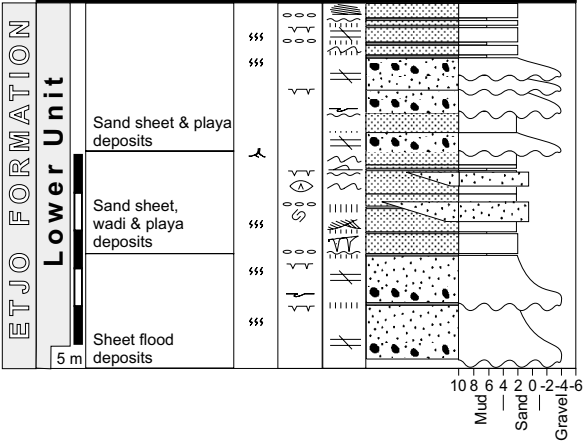 ETJO FORMATION
Lower Unit
Sand sheet & playa
deposits
Sand sheet,
wadi & playa
deposits
Sheet flood
deposits
5 m
10 8 6 4 2 0 -2 -4 -6
Mud
Sand
Gravel